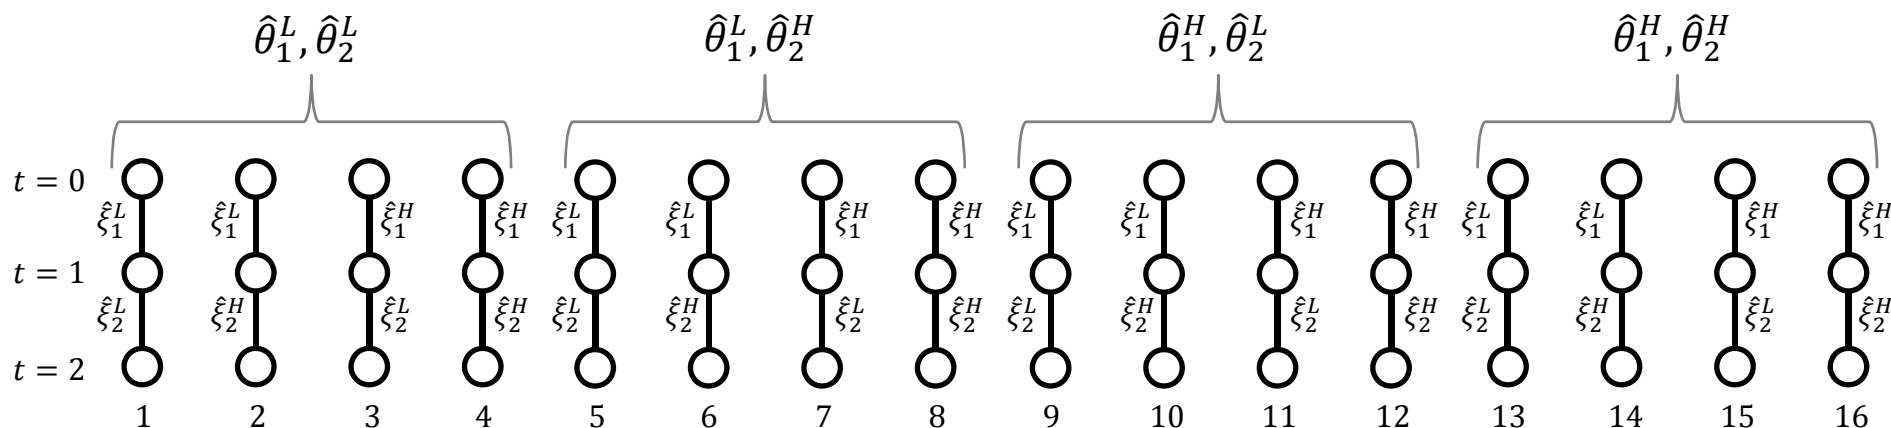 θ̂₁ᴸ, θ̂₂ᴸ θ̂₁ᴸ, θ̂₂ᴴ θ̂₁ᴴ, θ̂₂ᴸ θ̂₁ᴴ, θ̂₂ᴴ
t = 0
ξ̂₁ᴸ ξ̂₁ᴸ ξ̂₁ᴴ ξ̂₁ᴴ ξ̂₁ᴸ ξ̂₁ᴸ ξ̂₁ᴴ ξ̂₁ᴴ ξ̂₁ᴸ ξ̂₁ᴸ ξ̂₁ᴴ ξ̂₁ᴴ ξ̂₁ᴸ ξ̂₁ᴸ ξ̂₁ᴴ ξ̂₁ᴴ
t = 1
ξ̂₂ᴸ ξ̂₂ᴴ ξ̂₂ᴸ ξ̂₂ᴴ ξ̂₂ᴸ ξ̂₂ᴴ ξ̂₂ᴸ ξ̂₂ᴴ ξ̂₂ᴸ ξ̂₂ᴴ ξ̂₂ᴸ ξ̂₂ᴴ ξ̂₂ᴸ ξ̂₂ᴴ ξ̂₂ᴸ ξ̂₂ᴴ
t = 2
1 2 3 4 5 6 7 8 9 10 11 12 13 14 15 16